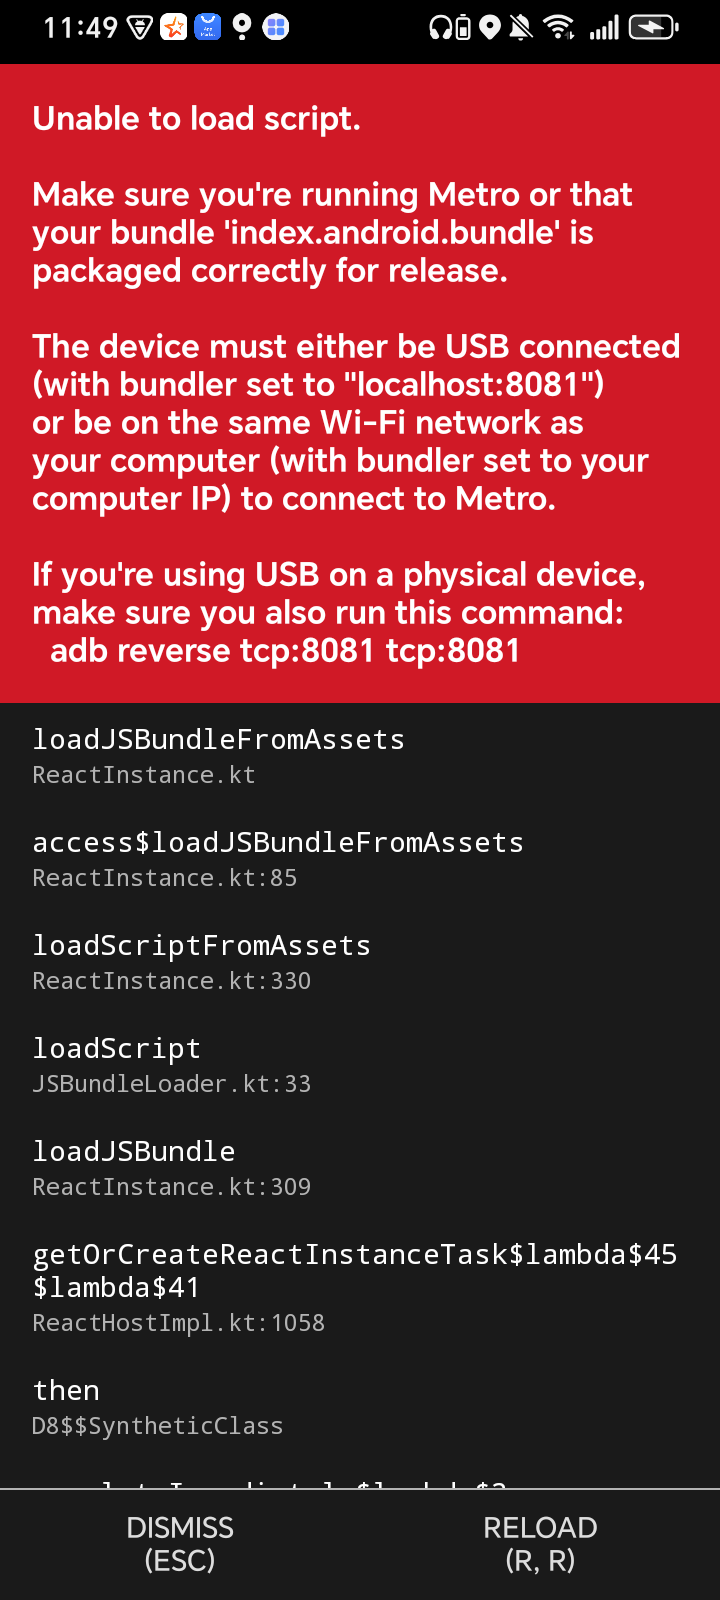 11:49
Unable to load script.
Make sure you're running Metro or that
your bundle 'index.android.bundle' is
packaged correctly for release.
The device must either be USB connected
(with bundler set to "localhost:8081")
or be on the same Wi-Fi network as
your computer (with bundler set to your
computer IP) to connect to Metro.
If you're using USB on a physical device,
make sure you also run this command:
adb reverse tcp:8081 tcp:8081
loadJSBundleFromAssets
ReactInstance.kt
access$loadJSBundleFromAssets
ReactInstance.kt:85
loadScriptFromAssets
ReactInstance.kt:330
loadScript
JSBundleLoader.kt:33
loadJSBundle
ReactInstance.kt:309
getOrCreateReactInstanceTask$lambda$45
$lambda$41
ReactHostImpl.kt:1058
then
D8$$SyntheticClass
DISMISS
(ESC)
RELOAD
(R, R)